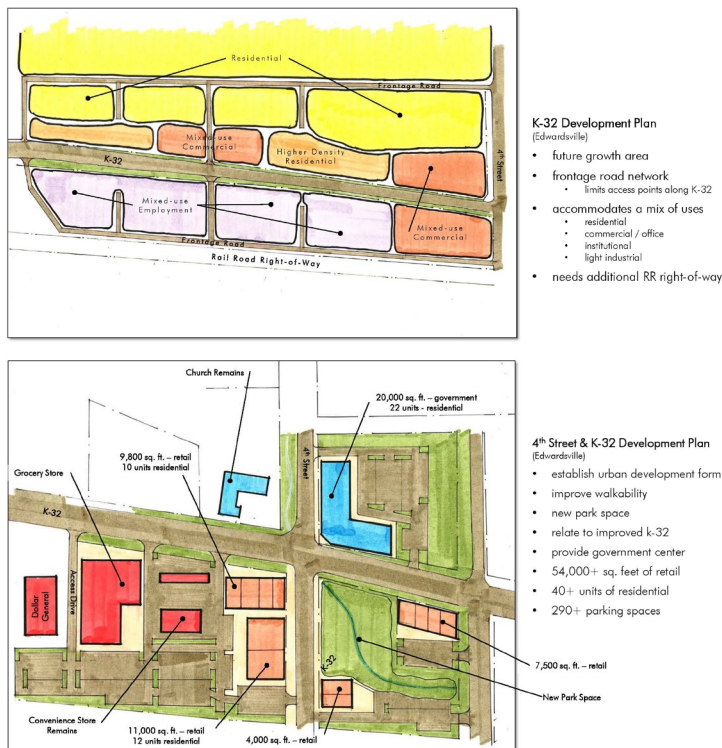 Residential
Frontage Road
Mixed-use
Commercial
Higher Density
Residential
K-32
4th Street
Mixed-use
Employment
Mixed-use
Commercial
Frontage Road
Rail Road Right-of-Way
K-32 Development Plan
(Edwardsville)
• future growth area
• frontage road network
• limits access points along K-32
• accommodates a mix of uses
• residential
• commercial / office
• institutional
• light industrial
• needs additional RR right-of-way
Church Remains
20,000 sq. ft. – government
22 units - residential
9,800 sq. ft. – retail
10 units residential
Grocery Store
4th Street
K-32
Access Drive
Dollar
General
K-32
7,500 sq. ft. – retail
New Park Space
Convenience Store
Remains
11,000 sq. ft. – retail
12 units residential
4,000 sq. ft. – retail
4th Street & K-32 Development Plan
(Edwardsville)
• establish urban development form
• improve walkability
• new park space
• relate to improved k-32
• provide government center
• 54,000+ sq. feet of retail
• 40+ units of residential
• 290+ parking spaces